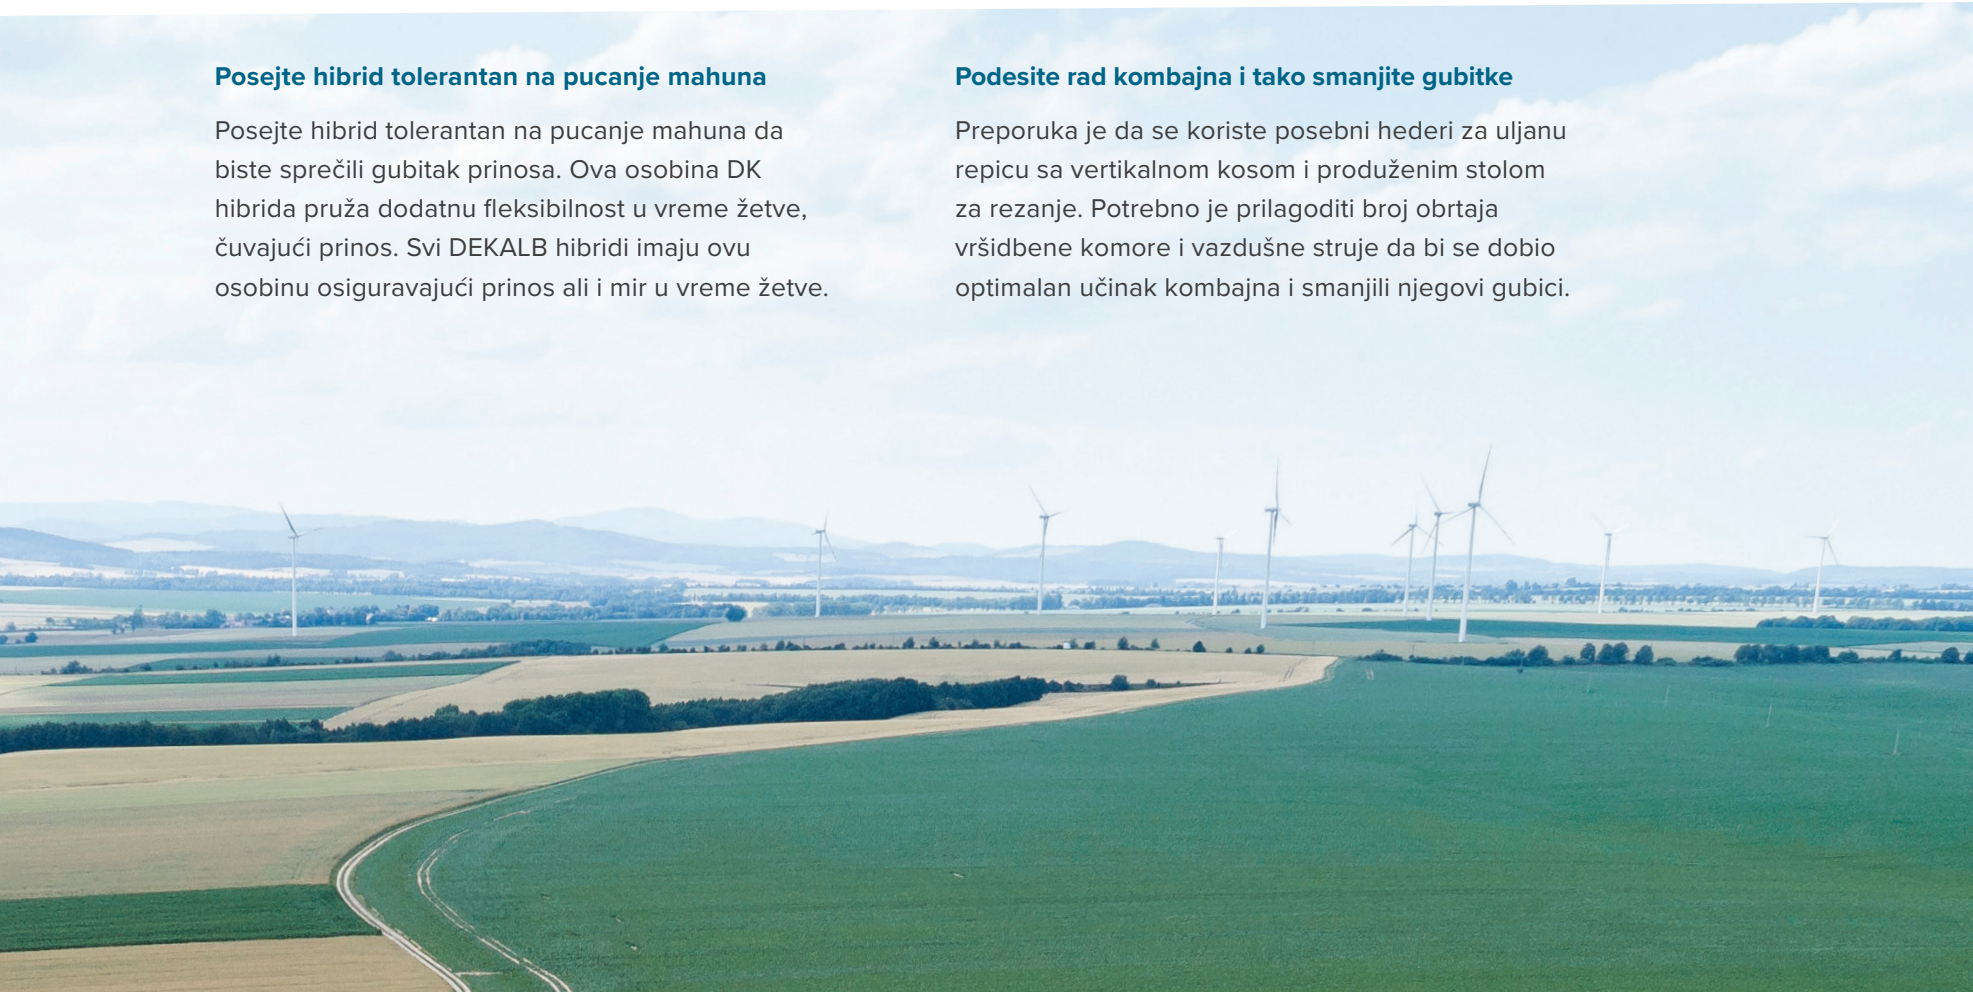 Posejte hibrid tolerantan na pucanje mahuna
Posejte hibrid tolerantan na pucanje mahuna da
biste sprečili gubitak prinosa. Ova osobina DK
hibrida pruža dodatnu fleksibilnost u vreme žetve,
čuvajući prinos. Svi DEKALB hibridi imaju ovu
osobinu osiguravajući prinos ali i mir u vreme žetve.
Podesite rad kombajna i tako smanjite gubitke
Preporuka je da se koriste posebni hederi za uljanu
repicu sa vertikalnom kosom i produženim stolom
za rezanje. Potrebno je prilagoditi broj obrtaja
vršidbene komore i vazdušne struje da bi se dobio
optimalan učinak kombajna i smanjili njegovi gubici.